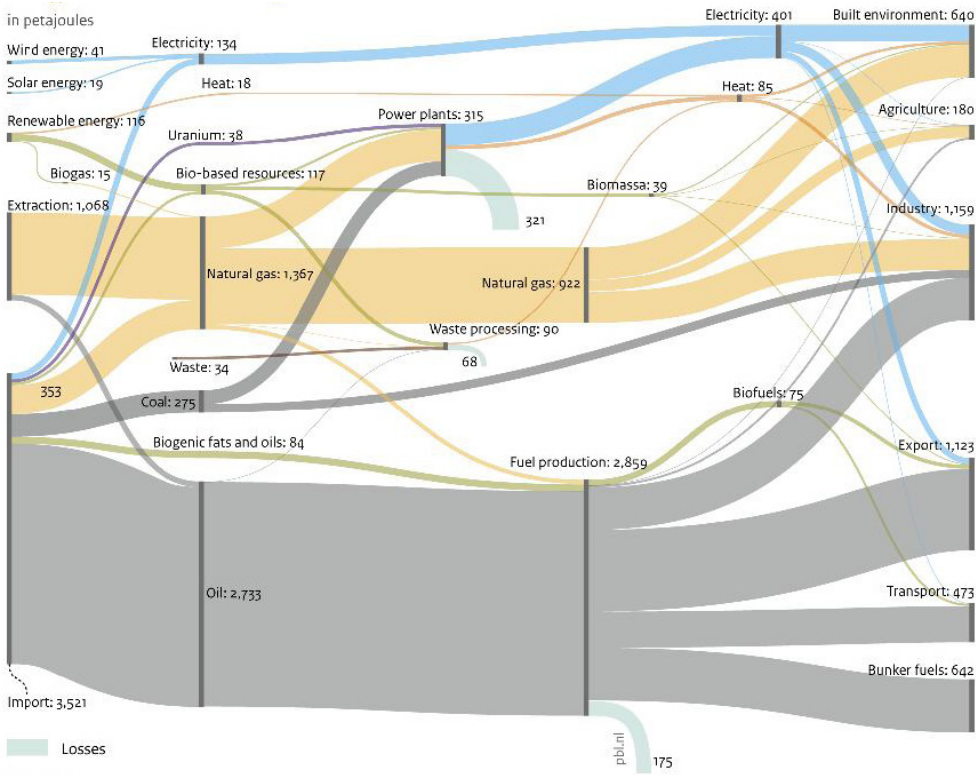 in petajoules
Electricity: 401
Built environment: 640
Wind energy: 41
Electricity: 134
Solar energy: 19
Heat: 18
Heat: 85
Renewable energy: 116
Power plants: 315
Agriculture: 180
Uranium: 38
Biogas: 15
Bio-based resources: 117
Biomassa: 39
Extraction: 1,068
Industry: 1,159
321
Natural gas: 1,367
Natural gas: 922
Waste processing: 90
Waste: 34
68
353
Coal: 275
Biofuels: 75
Biogenic fats and oils: 84
Export: 1,123
Fuel production: 2,859
Oil: 2,733
Transport: 473
Bunker fuels: 642
Import: 3,521
Losses
pbl.nl
175